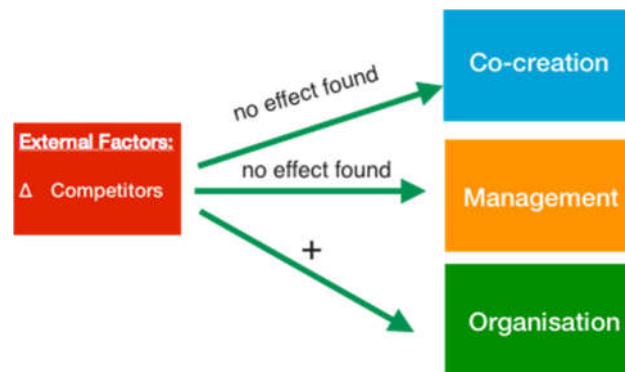 Co-creation
no effect found
External Factors:
Δ Competitors
no effect found
Management
+
Organisation